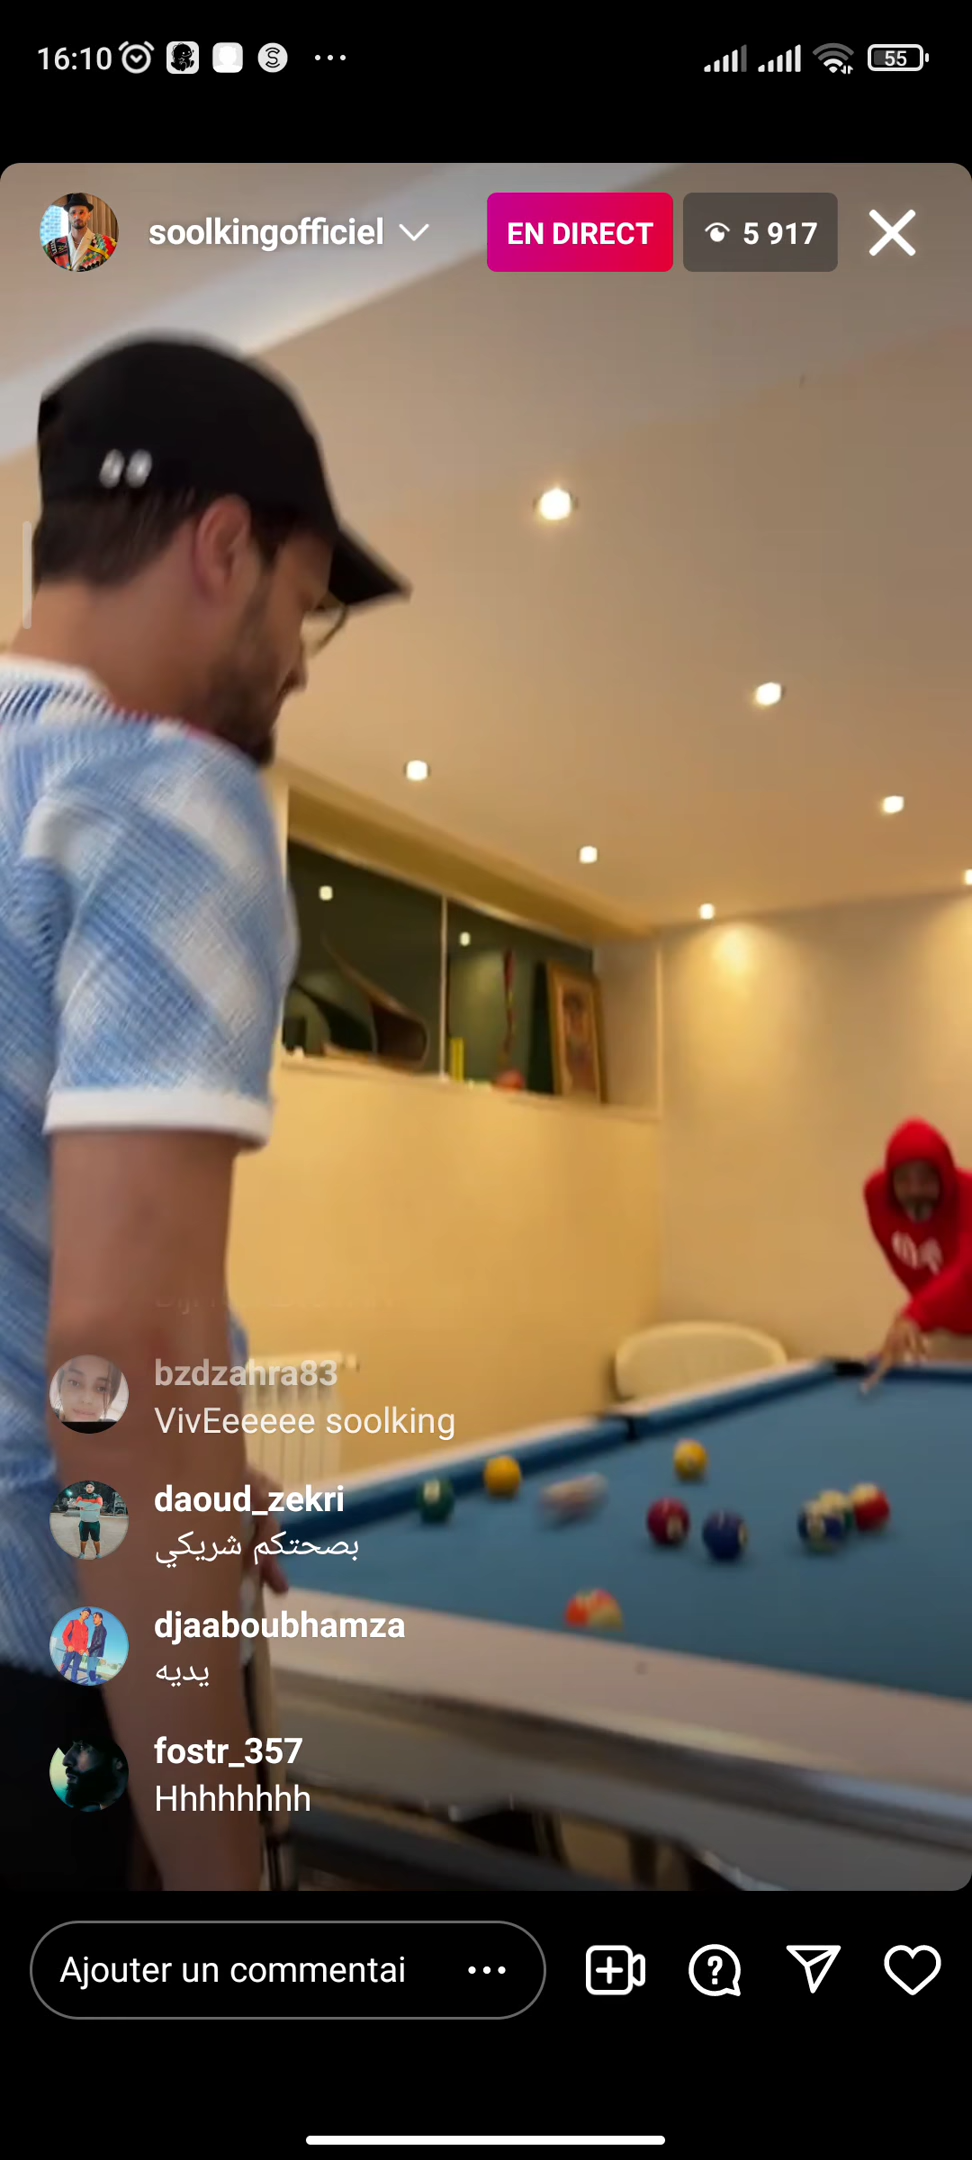 16:10
55
soolkingofficiel
EN DIRECT
5 917
bzdzahra83
VivEeeeee soolking
daoud_zekri
بصحتكم شريكي
djaaboubhamza
يديه
fostr_357
Hhhhhhhh
Ajouter un commentai